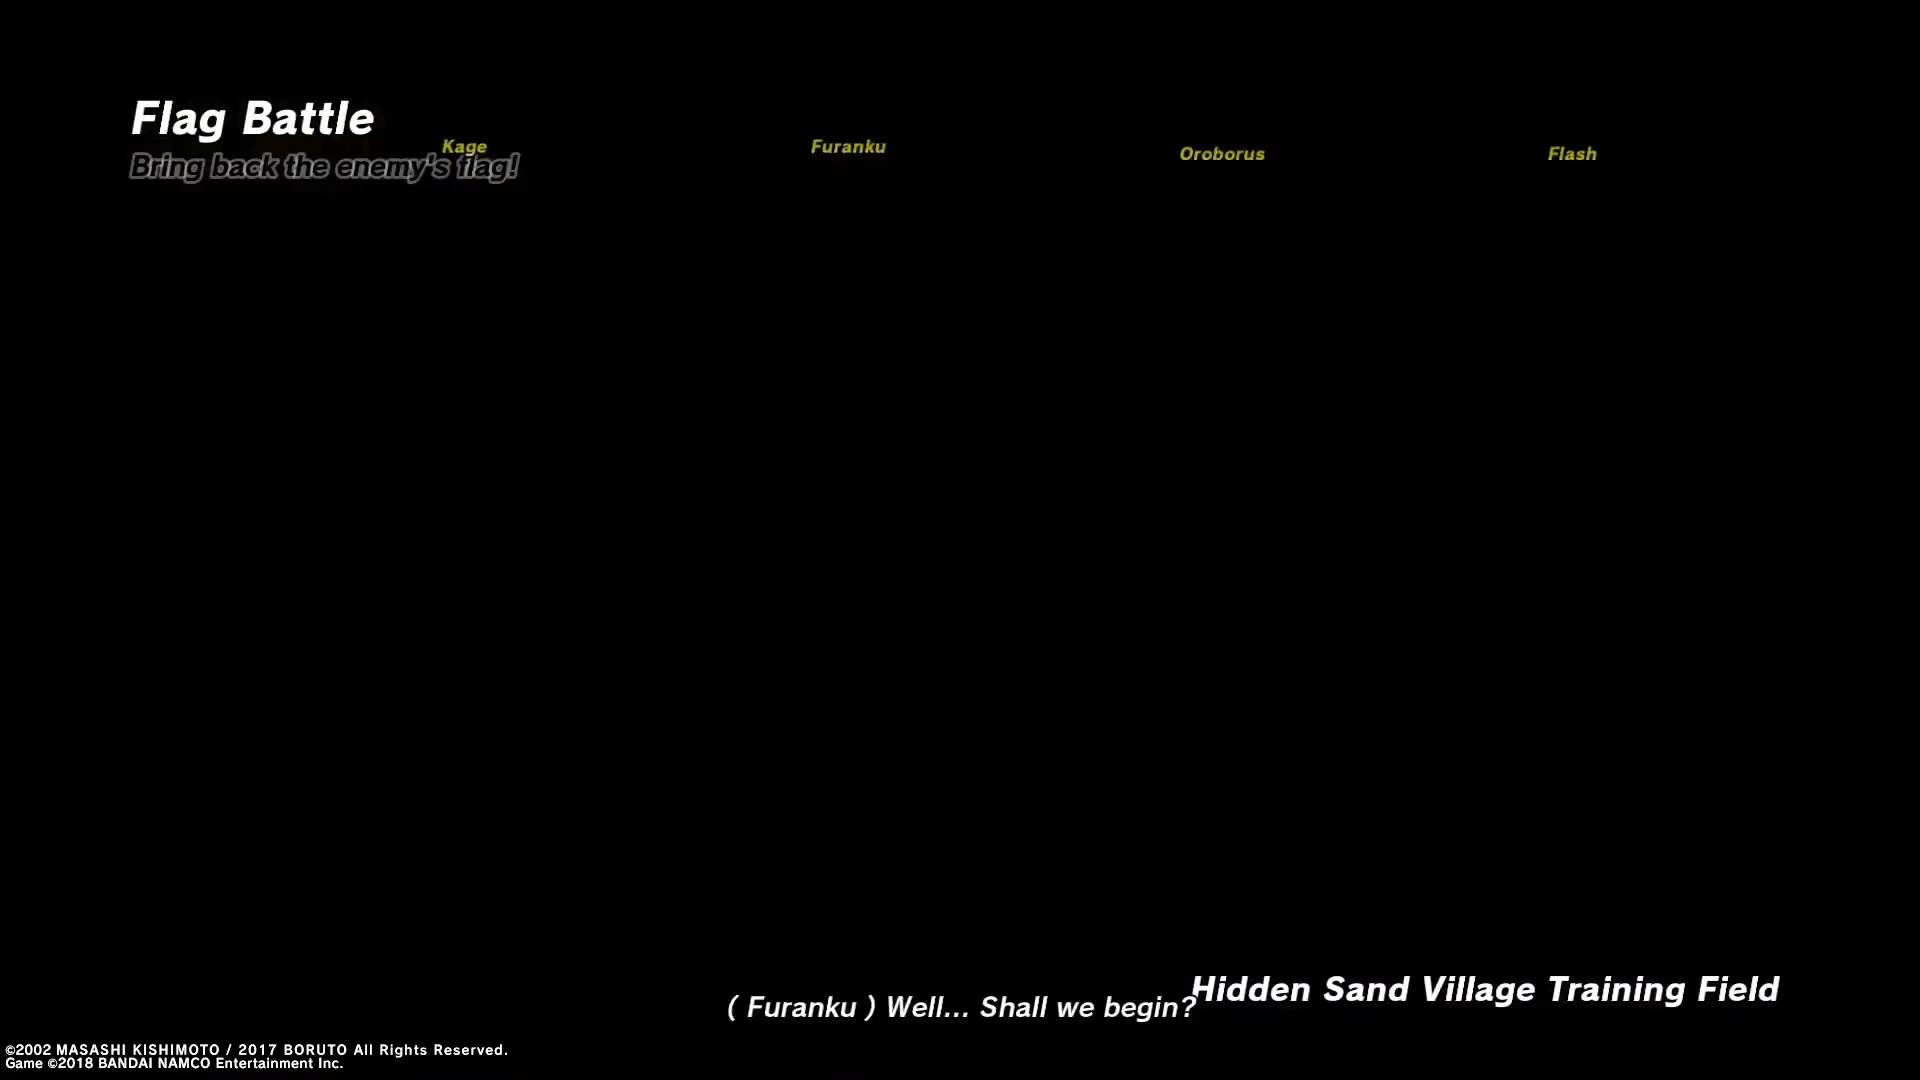 Flag Battle
Bring back the enemy's flag!
Kage
Furanku
Oroborus
Flash
Hidden Sand Village Training Field
( Furanku ) Well... Shall we begin?
©2002 MASASHI KISHIMOTO / 2017 BORUTO All Rights Reserved.
Game ©2018 BANDAI NAMCO Entertainment Inc.